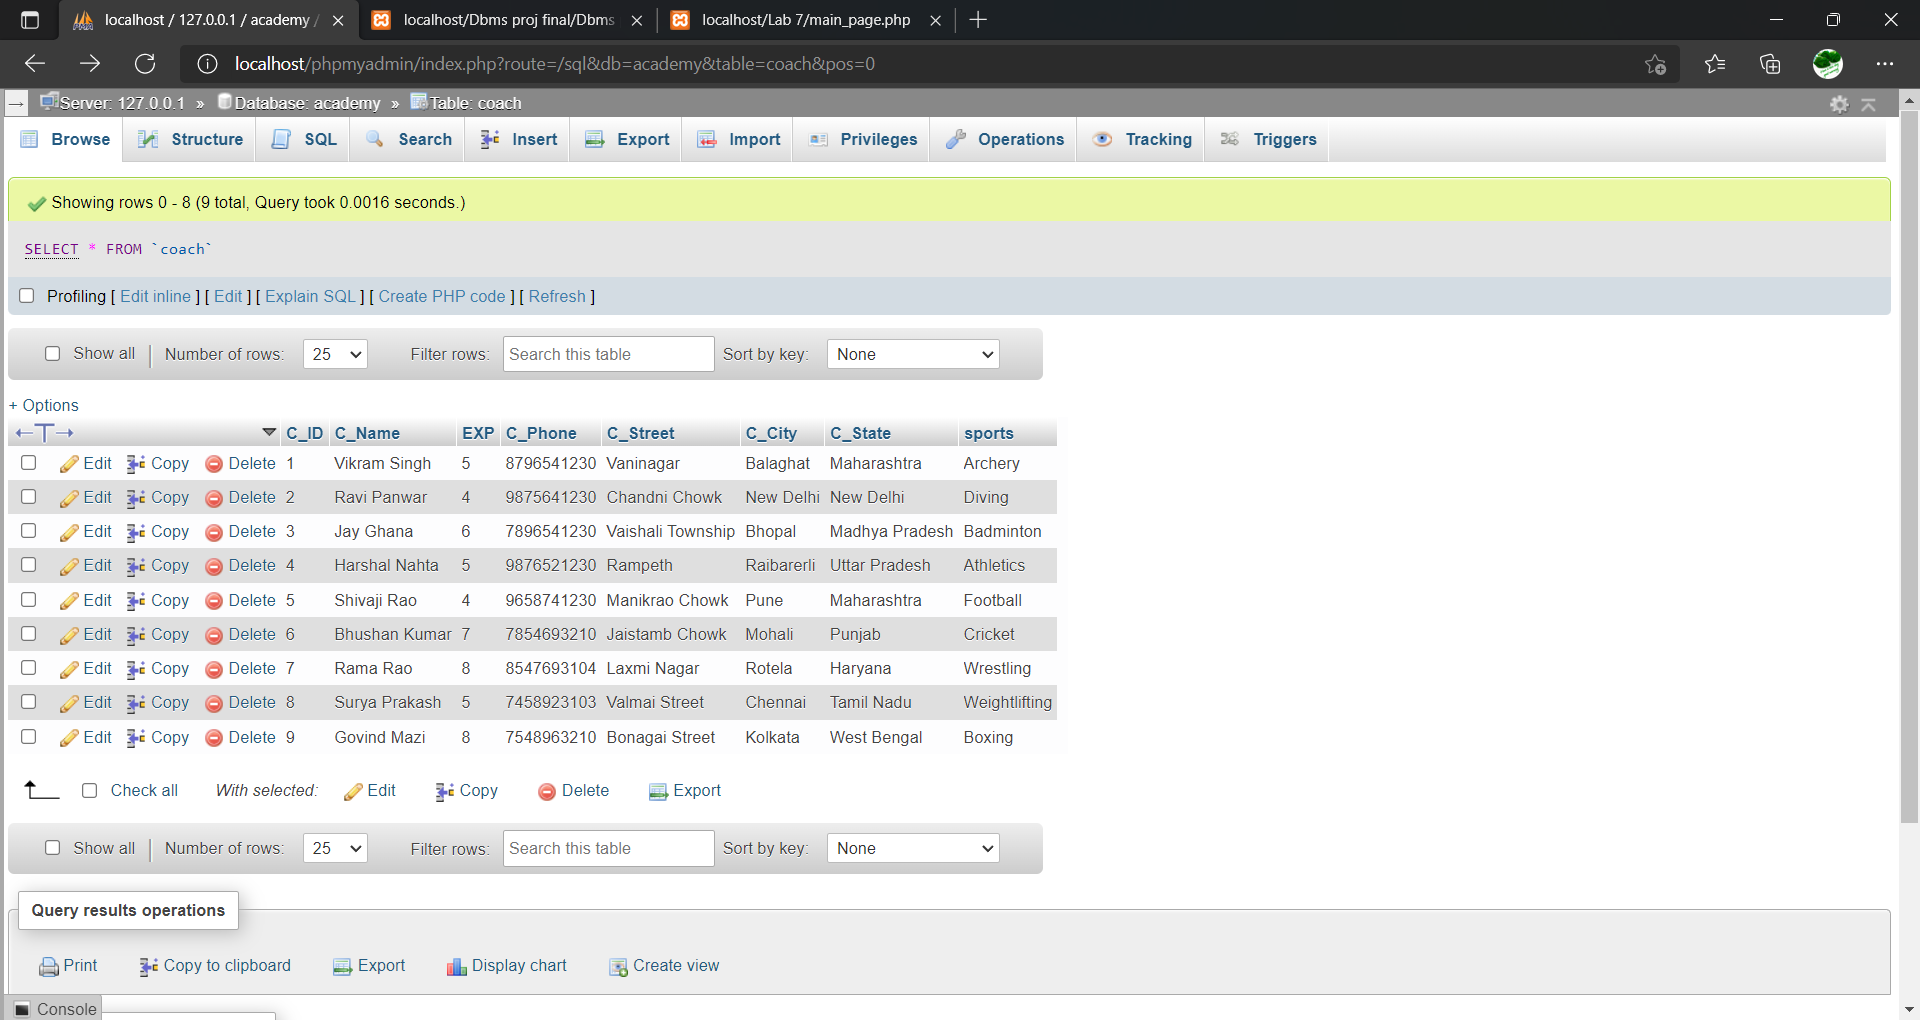 localhost / 127.0.0.1 / academy /
localhost/Dbms proj final/Dbms
localhost/Lab 7/main_page.php
localhost/phpmyadmin/index.php?route=/sql&db=academy&table=coach&pos=0
Server: 127.0.0.1 » Database: academy » Table: coach
Browse Structure SQL Search Insert Export Import Privileges Operations Tracking Triggers
Showing rows 0 - 8 (9 total, Query took 0.0016 seconds.)
SELECT * FROM `coach`
Profiling [ Edit inline ] [ Edit ] [ Explain SQL ] [ Create PHP code ] [ Refresh ]
Show all | Number of rows: 25 Filter rows: Search this table Sort by key: None
+ Options
←T→ C_ID C_Name EXP C_Phone C_Street C_City C_State sports
Edit Copy Delete 1 Vikram Singh 5 8796541230 Vaninagar Balaghat Maharashtra Archery
Edit Copy Delete 2 Ravi Panwar 4 9875641230 Chandni Chowk New Delhi New Delhi Diving
Edit Copy Delete 3 Jay Ghana 6 7896541230 Vaishali Township Bhopal Madhya Pradesh Badminton
Edit Copy Delete 4 Harshal Nahta 5 9876521230 Rampeth Raibarerli Uttar Pradesh Athletics
Edit Copy Delete 5 Shivaji Rao 4 9658741230 Manikrao Chowk Pune Maharashtra Football
Edit Copy Delete 6 Bhushan Kumar 7 7854693210 Jaistamb Chowk Mohali Punjab Cricket
Edit Copy Delete 7 Rama Rao 8 8547693104 Laxmi Nagar Rotela Haryana Wrestling
Edit Copy Delete 8 Surya Prakash 5 7458923103 Valmai Street Chennai Tamil Nadu Weightlifting
Edit Copy Delete 9 Govind Mazi 8 7548963210 Bonagai Street Kolkata West Bengal Boxing
Check all With selected: Edit Copy Delete Export
Show all | Number of rows: 25 Filter rows: Search this table Sort by key: None
Query results operations
Print Copy to clipboard Export Display chart Create view
Console